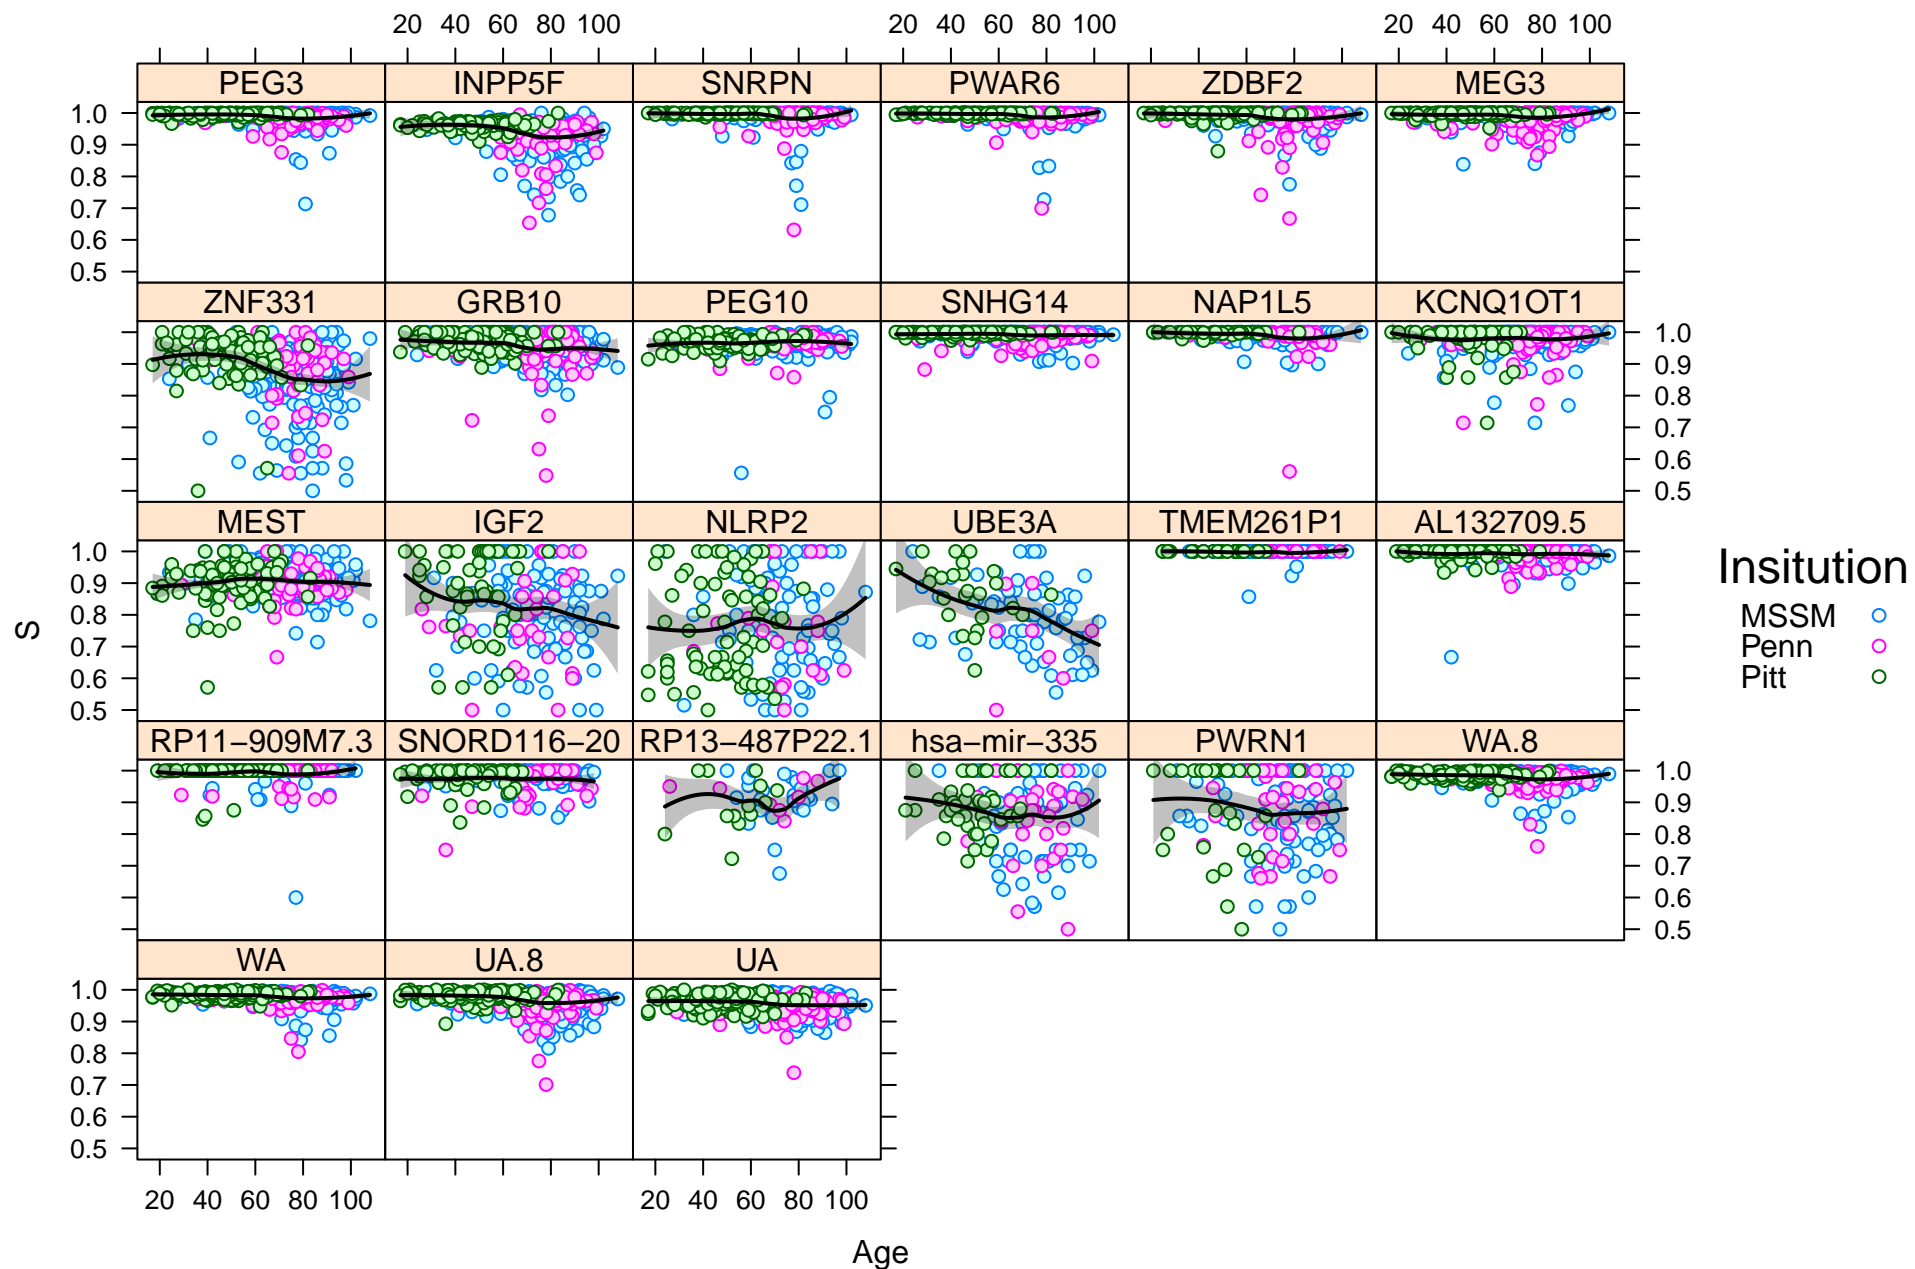 20 40 60 80 100 20 40 60 80 100 20 40 60 80 100
PEG3 INPP5F SNRPN PWAR6 ZDBF2 MEG3
1.0
0.9
0.8
0.7
0.6
0.5
ZNF331 GRB10 PEG10 SNHG14 NAP1L5 KCNQ1OT1
1.0
0.9
0.8
0.7
0.6
0.5
MEST IGF2 NLRP2 UBE3A TMEM261P1 AL132709.5
1.0
0.9
0.8
0.7
0.6
0.5
S
Insitution
MSSM
Penn
Pitt
RP11−909M7.3 SNORD116−20 RP13−487P22.1 hsa−mir−335 PWRN1 WA.8
1.0
0.9
0.8
0.7
0.6
0.5
WA UA.8 UA
1.0
0.9
0.8
0.7
0.6
0.5
20 40 60 80 100 20 40 60 80 100
Age